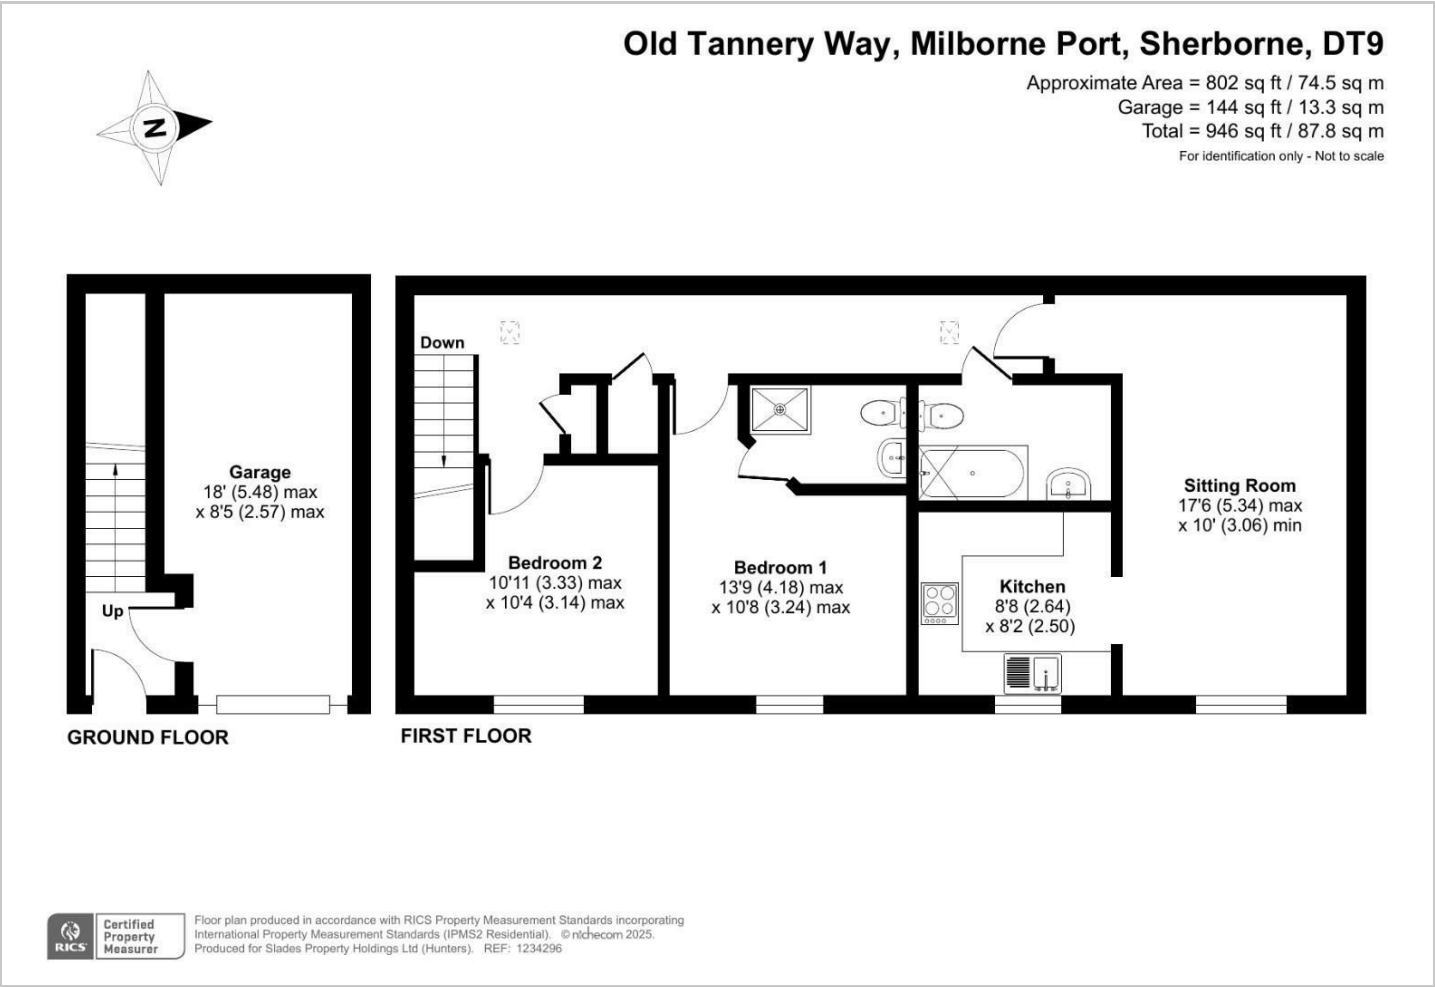 Old Tannery Way, Milborne Port, Sherborne, DT9
Approximate Area = 802 sq ft / 74.5 sq m
Garage = 144 sq ft / 13.3 sq m
Total = 946 sq ft / 87.8 sq m
For identification only - Not to scale
N
Down
Garage
18' (5.48) max
x 8'5 (2.57) max
Up
Bedroom 2
10'11 (3.33) max
x 10'4 (3.14) max
Bedroom 1
13'9 (4.18) max
x 10'8 (3.24) max
Kitchen
8'8 (2.64)
x 8'2 (2.50)
Sitting Room
17'6 (5.34) max
x 10' (3.06) min
GROUND FLOOR
FIRST FLOOR
RICS
Certified
Property
Measurer
Floor plan produced in accordance with RICS Property Measurement Standards incorporating
International Property Measurement Standards (IPMS2 Residential). © nichecom 2025.
Produced for Slades Property Holdings Ltd (Hunters). REF: 1234296